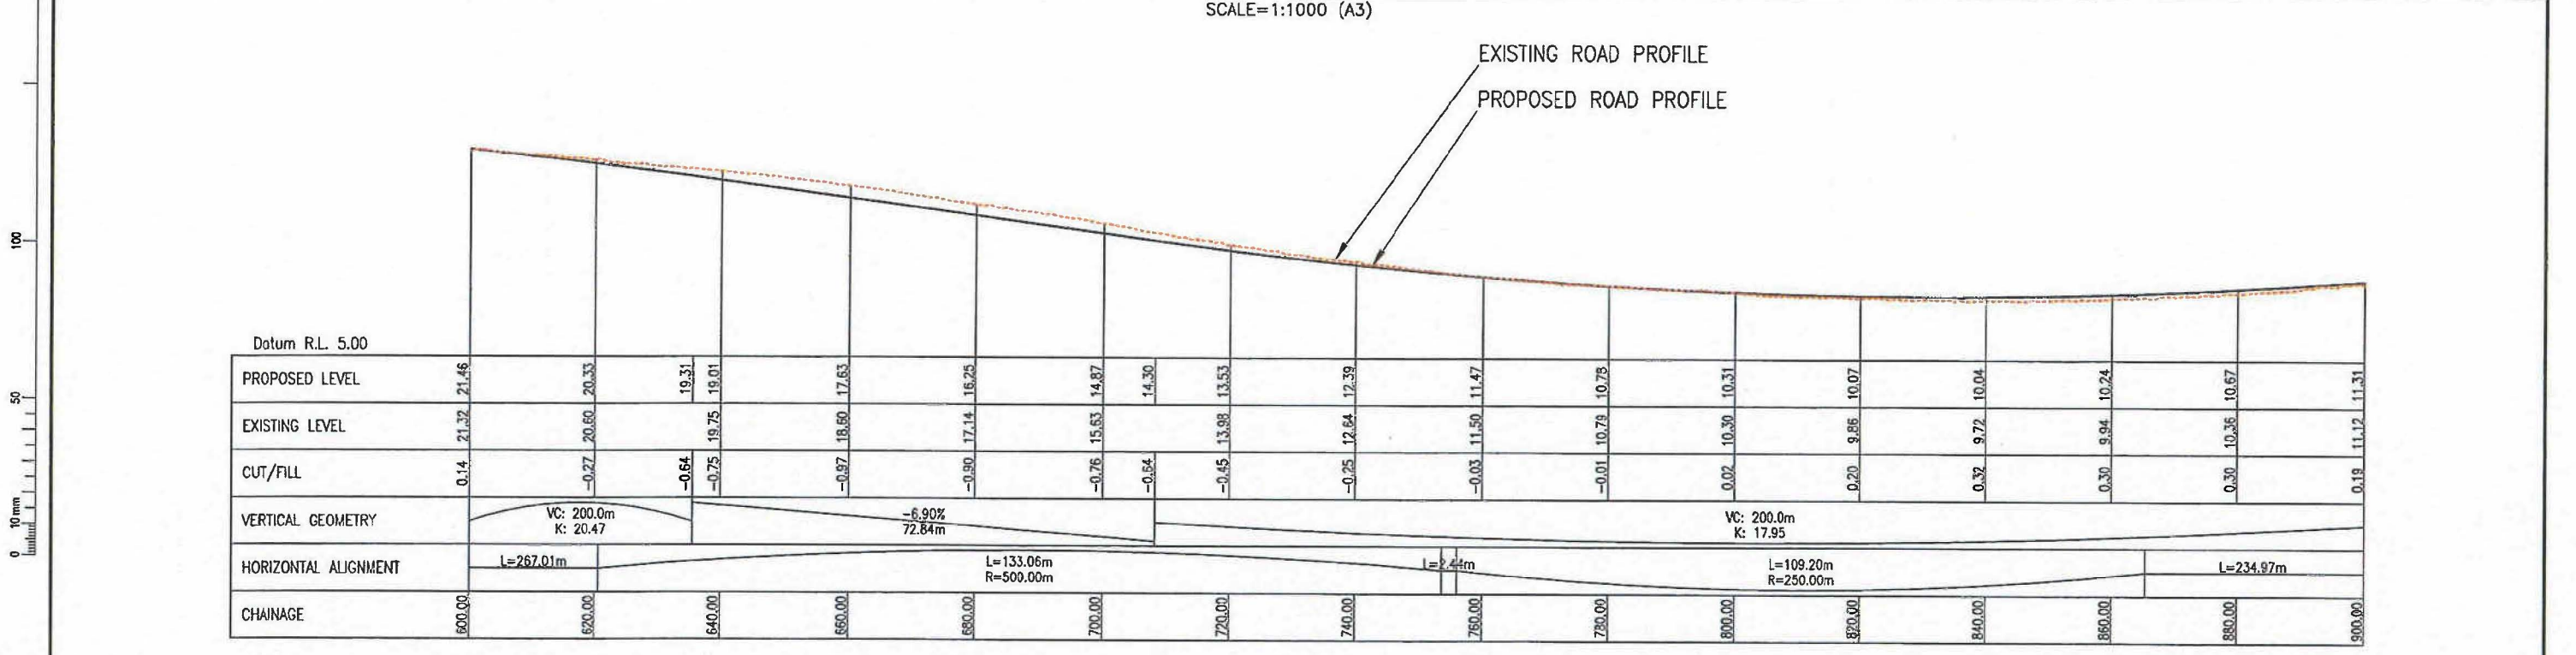 SCALE=1:1000 (A3)
EXISTING ROAD PROFILE
PROPOSED ROAD PROFILE
100
50
10mm
0
Datum R.L. 5.00
PROPOSED LEVEL 21.46 20.33 19.31 19.01 17.63 16.25 14.87 14.30 13.53 12.39 11.47 10.78 10.31 10.07 10.04 10.24 10.67 11.31
EXISTING LEVEL 21.32 20.60 19.75 18.60 17.14 15.63 13.98 12.64 11.50 10.79 10.30 9.86 9.72 9.94 10.36 11.12
CUT/FILL 0.14 -0.27 -0.64 -0.75 -0.97 -0.90 -0.76 -0.64 -0.45 -0.25 -0.03 -0.01 0.02 0.20 0.32 0.30 0.30 0.19
VERTICAL GEOMETRY
VC: 200.0m
K: 20.47
-6.90%
72.84m
VC: 200.0m
K: 17.95
HORIZONTAL ALIGNMENT
L=267.01m
L=133.06m
R=500.00m
L=2.44m
L=109.20m
R=250.00m
L=234.97m
CHAINAGE 600.00 620.00 640.00 660.00 680.00 700.00 720.00 740.00 760.00 780.00 800.00 820.00 840.00 860.00 880.00 900.00